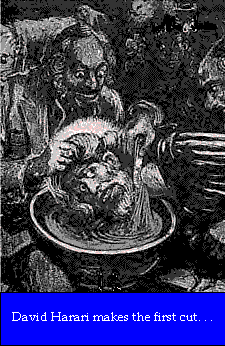 David Harari makes the first cut. . .